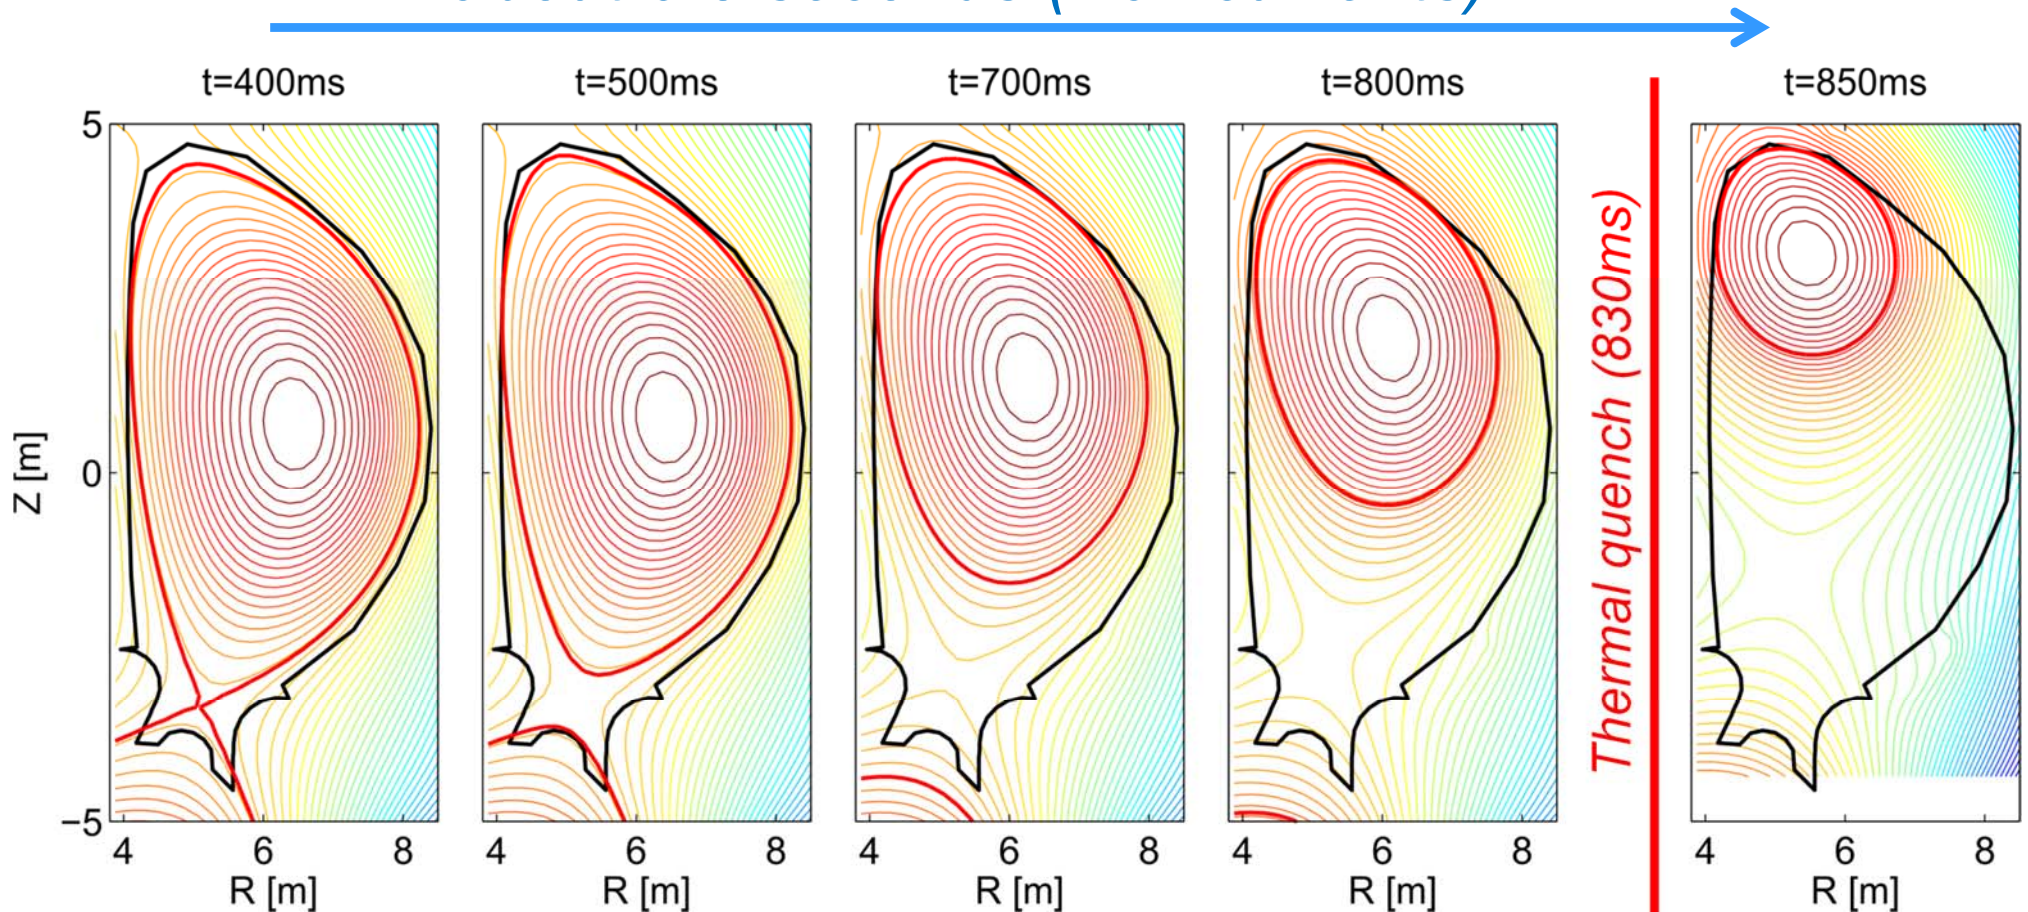 t=400ms
t=500ms
t=700ms
t=800ms
t=850ms
Thermal quench (830ms)
Z [m]
5
0
−5
4 6 8
4 6 8
4 6 8
4 6 8
4 6 8
R [m]
R [m]
R [m]
R [m]
R [m]